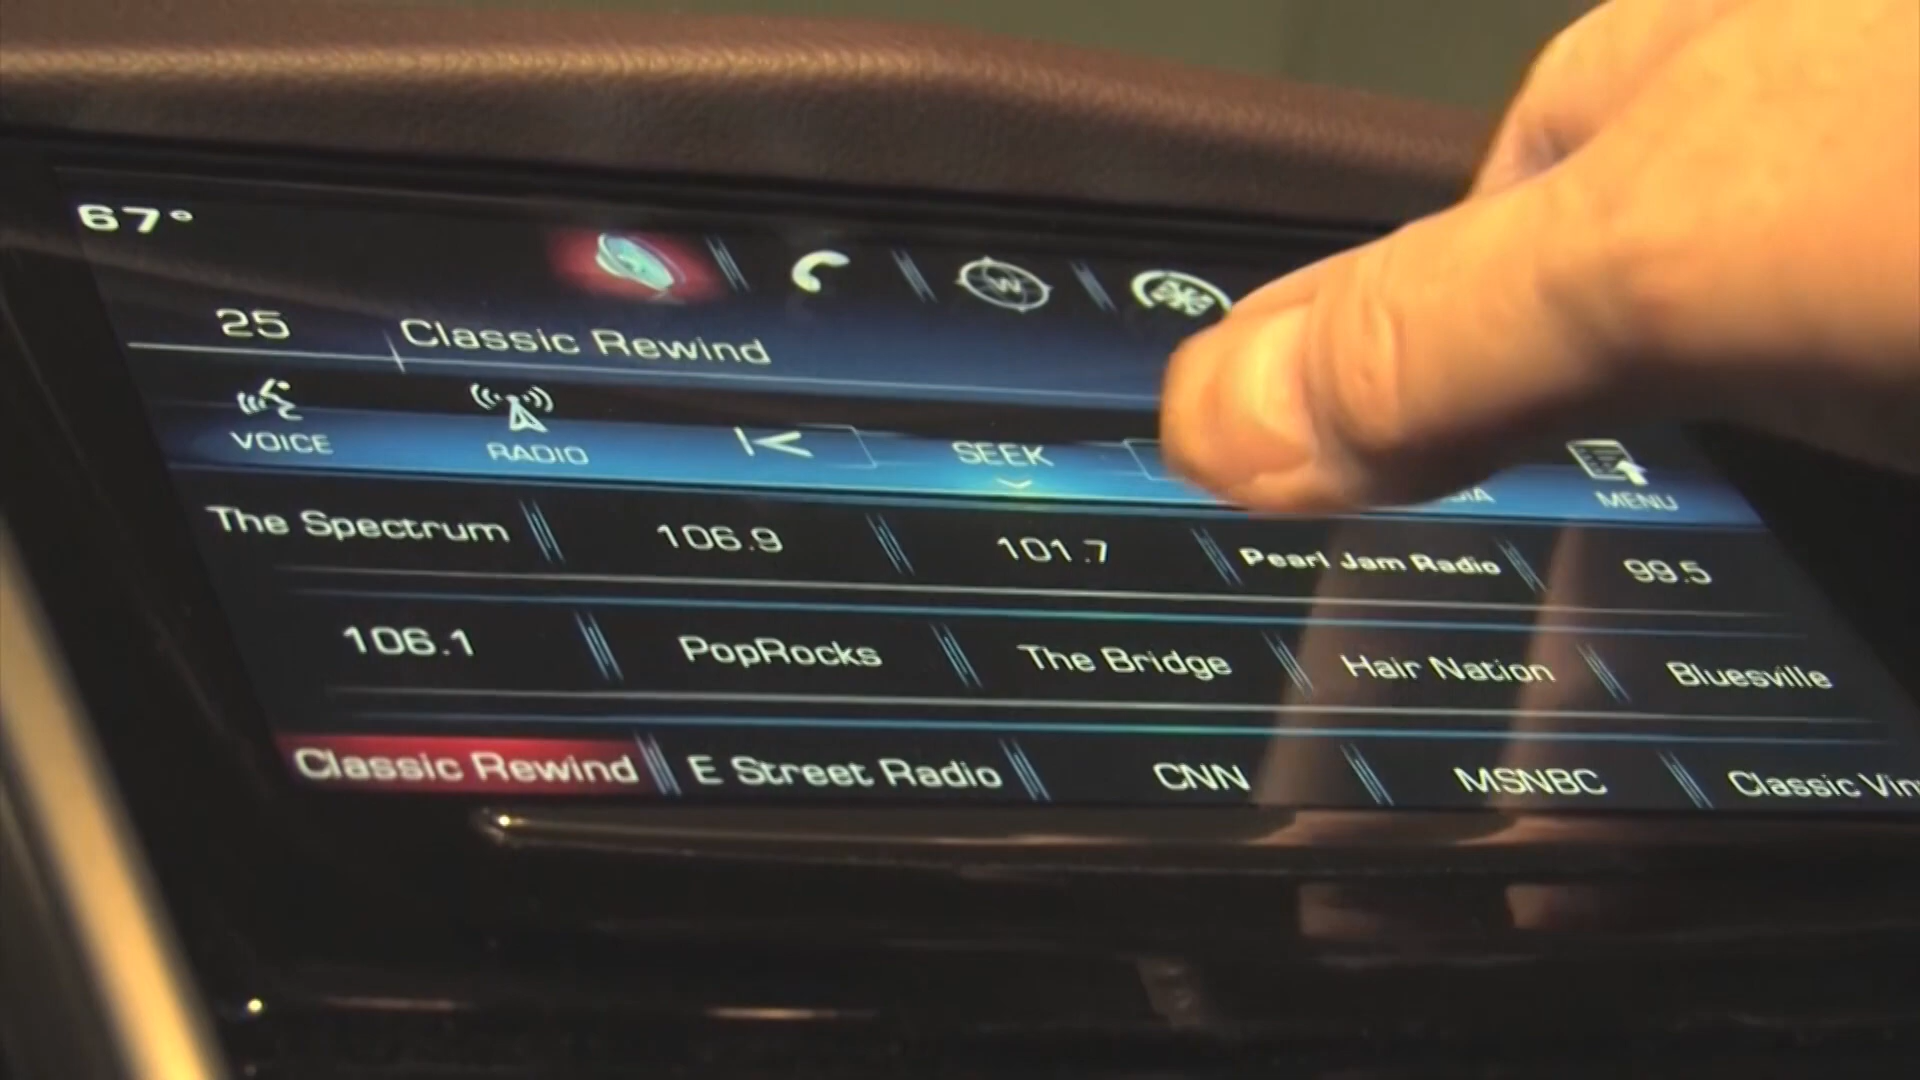 67°
W
25 Classic Rewind
VOICE RADIO SEEK MENU
The Spectrum 106.9 101.7 Pearl Jam Radio 99.5
106.1 PopRocks The Bridge Hair Nation Bluesville
Classic Rewind E Street Radio CNN MSNBC Classic Vin